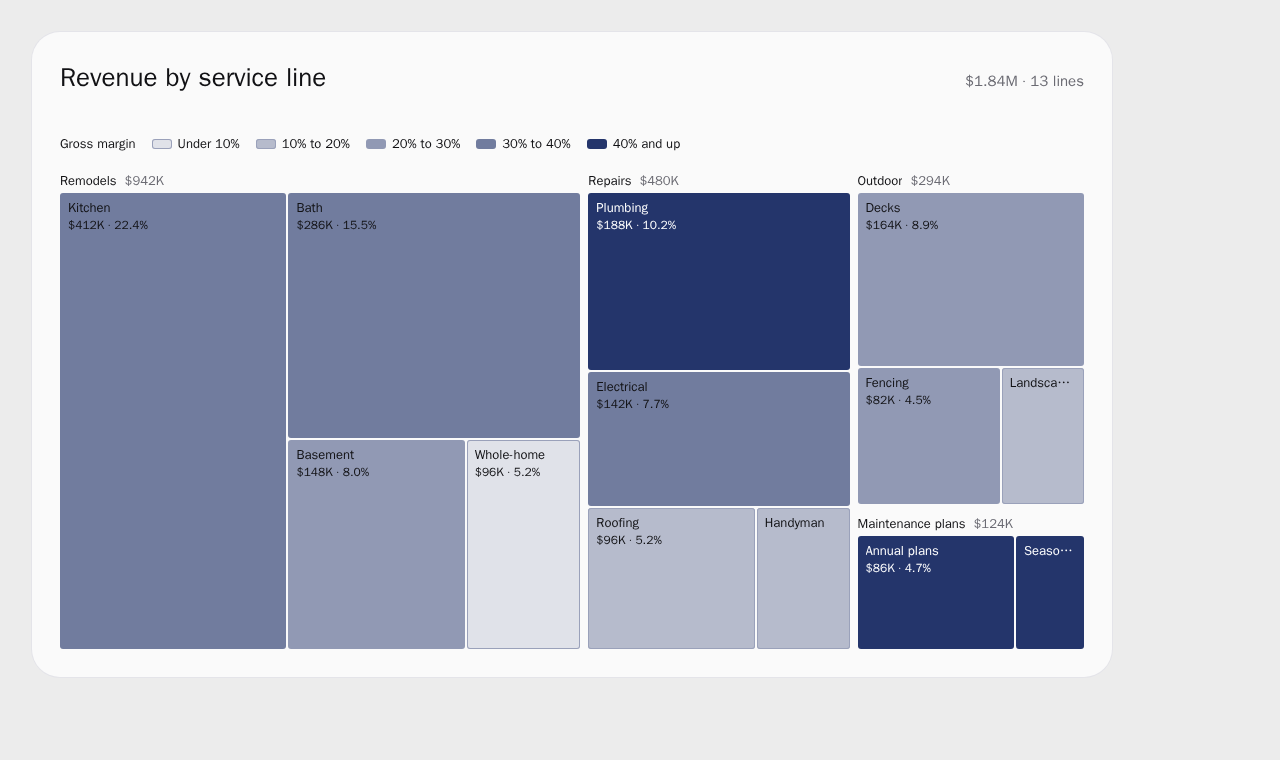 Revenue by service line
$1.84M · 13 lines
Gross margin
Under 10%
10% to 20%
20% to 30%
30% to 40%
40% and up
Remodels $942K
Kitchen
$412K · 22.4%
Bath
$286K · 15.5%
Basement
$148K · 8.0%
Whole-home
$96K · 5.2%
Repairs $480K
Plumbing
$188K · 10.2%
Electrical
$142K · 7.7%
Roofing
$96K · 5.2%
Handyman
Outdoor $294K
Decks
$164K · 8.9%
Fencing
$82K · 4.5%
Landsca⋯
Maintenance plans $124K
Annual plans
$86K · 4.7%
Seaso⋯